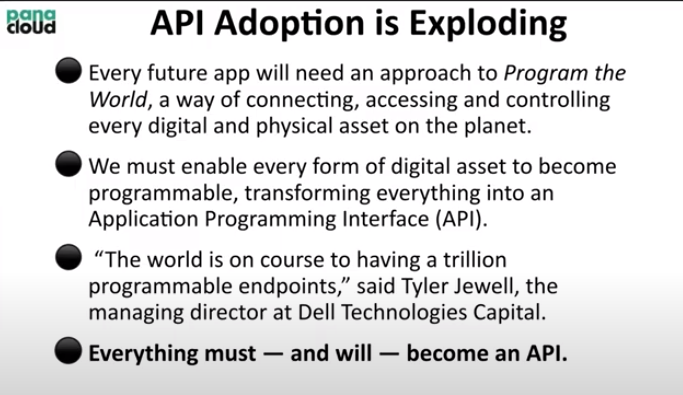 pana
cloud
API Adoption is Exploding
Every future app will need an approach to Program the
World, a way of connecting, accessing and controlling
every digital and physical asset on the planet.
We must enable every form of digital asset to become
programmable, transforming everything into an
Application Programming Interface (API).
“The world is on course to having a trillion
programmable endpoints,” said Tyler Jewell, the
managing director at Dell Technologies Capital.
Everything must — and will — become an API.